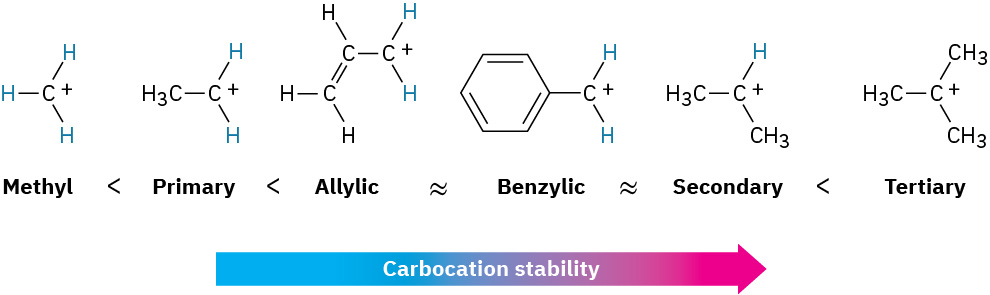 H H
H H H C C +
H C + H₃C C + H C H C + H₃C C + H₃C C + CH₃
H H H H CH₃ CH₃
Methyl < Primary < Allylic ≈ Benzylic ≈ Secondary < Tertiary
Carbocation stability